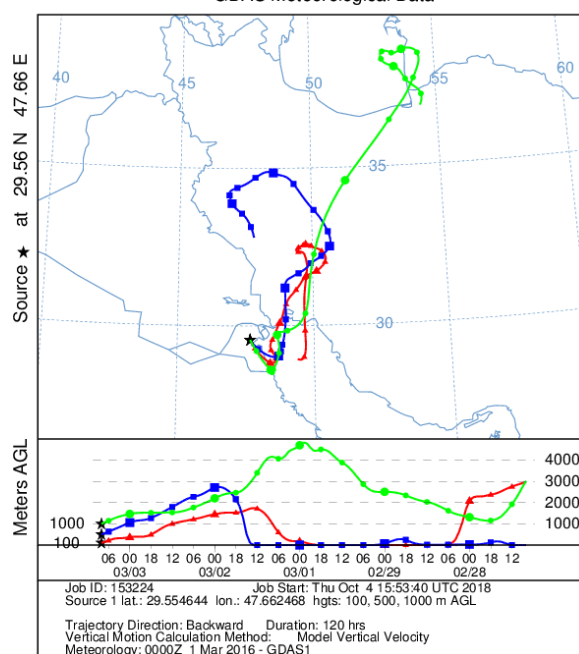 GDAS Meteorological Data
Source ★ at 29.56 N 47.66 E
40
45
50
55
60
35
30
Meters AGL
1000
100
4000
3000
2000
1000
06 00 18 12 06 00 18 12 06 00 18 12 06 00 18 12 06 00 18 12
03/03 03/02 03/01 02/29 02/28
Job ID: 153224 Job Start: Thu Oct 4 15:53:40 UTC 2018
Source 1 lat.: 29.554644 lon.: 47.662468 hgts: 100, 500, 1000 m AGL
Trajectory Direction: Backward Duration: 120 hrs
Vertical Motion Calculation Method: Model Vertical Velocity
Meteorology: 0000Z 1 Mar 2016 - GDAS1